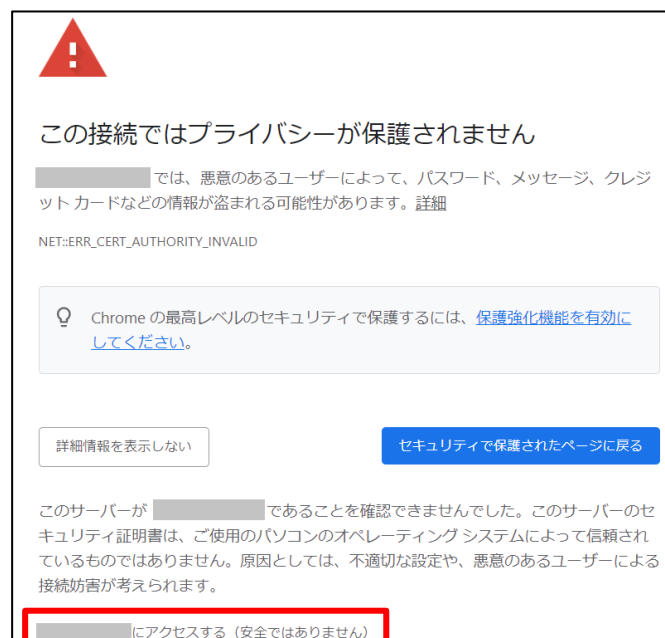 この接続ではプライバシーが保護されません
では、悪意のあるユーザーによって、パスワード、メッセージ、クレジ
ット カードなどの情報が盗まれる可能性があります。詳細
NET::ERR_CERT_AUTHORITY_INVALID
Chrome の最高レベルのセキュリティで保護するには、保護強化機能を有効に
してください。
詳細情報を表示しない
セキュリティで保護されたページに戻る
このサーバーが であることを確認できませんでした。このサーバーのセ
キュリティ証明書は、ご使用のパソコンのオペレーティング システムによって信頼され
ているものではありません。原因としては、不適切な設定や、悪意のあるユーザーによる
接続妨害が考えられます。
にアクセスする（安全ではありません）